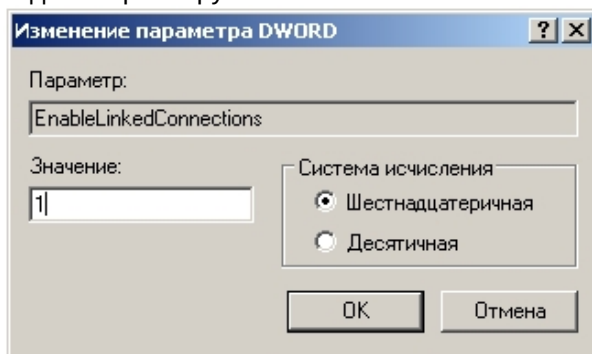 Изменение параметра DWORD
Параметр:
EnableLinkedConnections
Значение:
1
Система исчисления
Шестнадцатеричная
Десятичная
OK
Отмена